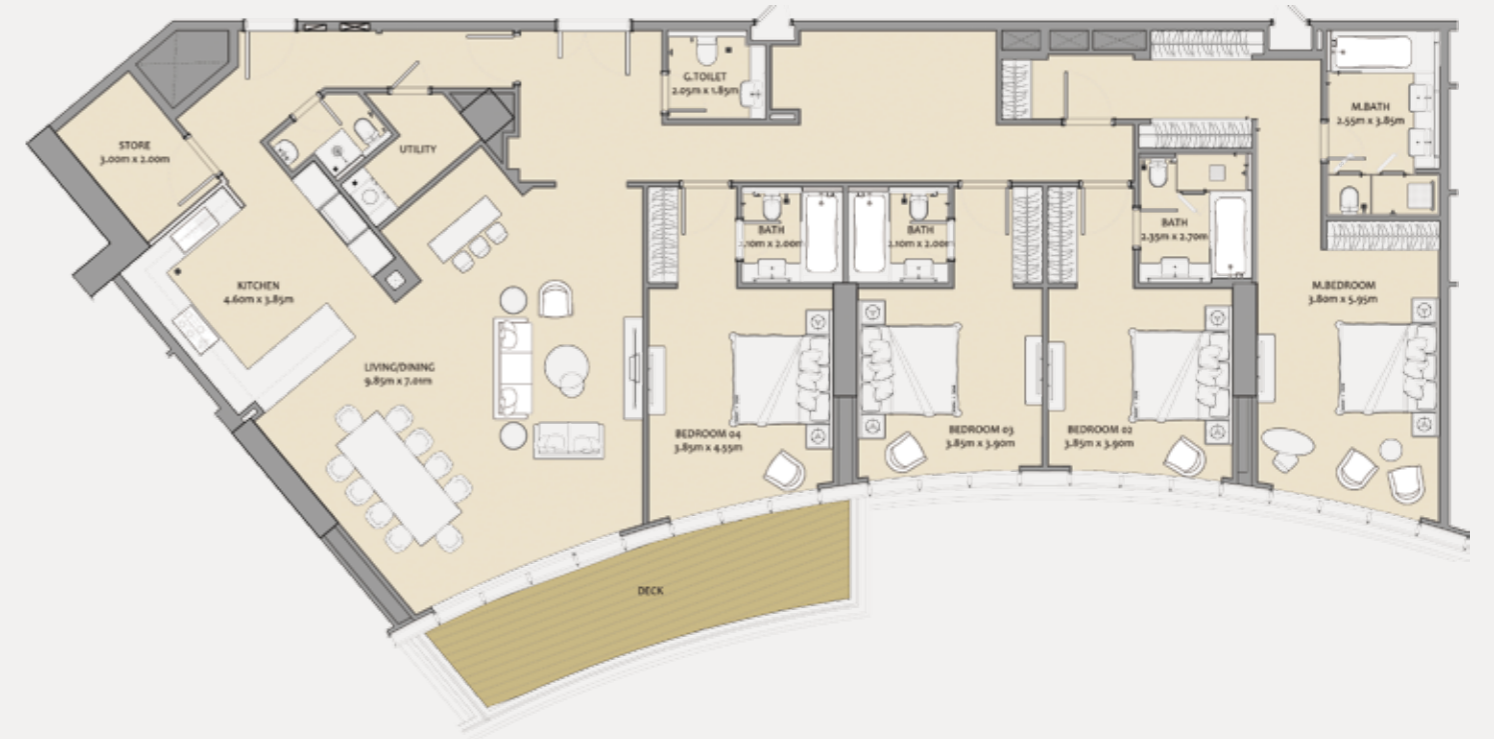 G.TOILET
2.05m x 1.85m
M.BATH
2.55m x 3.85m
STORE
3.00m x 2.00m
UTILITY
BATH
2.10m x 2.00m
BATH
2.10m x 2.00m
BATH
2.35m x 2.70m
KITCHEN
4.60m x 3.85m
M.BEDROOM
3.80m x 5.95m
LIVING/DINING
9.85m x 7.01m
BEDROOM 04
3.85m x 4.55m
BEDROOM 03
3.85m x 3.90m
BEDROOM 02
3.85m x 3.90m
DECK